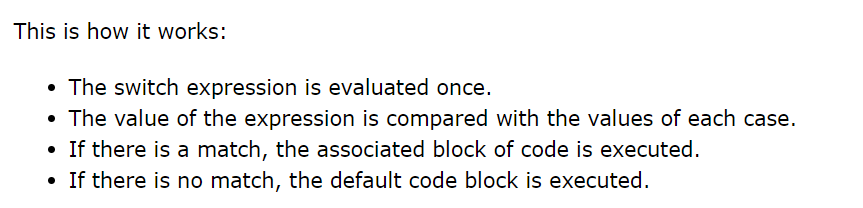 This is how it works:
• The switch expression is evaluated once.
• The value of the expression is compared with the values of each case.
• If there is a match, the associated block of code is executed.
• If there is no match, the default code block is executed.